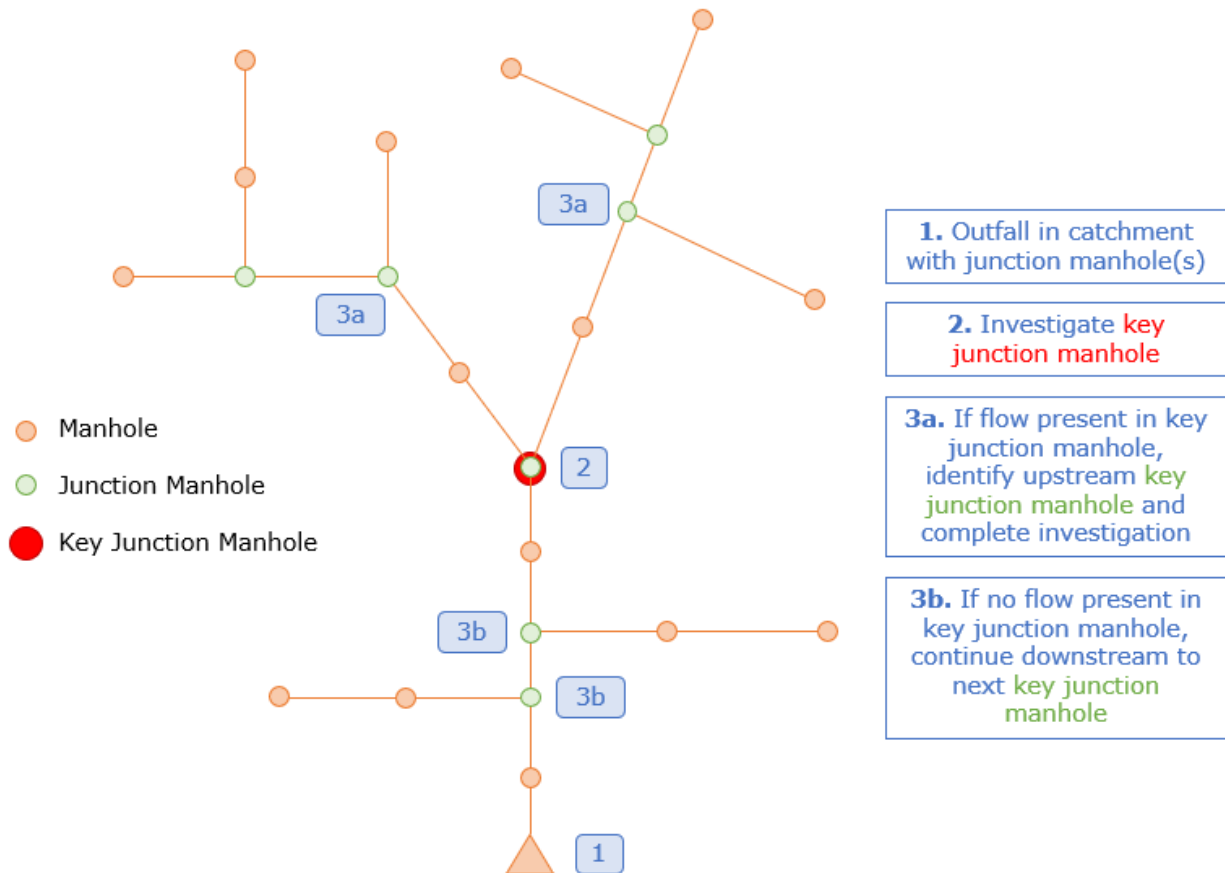 3a
3a
1. Outfall in catchment
with junction manhole(s)
2. Investigate key
junction manhole
3a. If flow present in key
junction manhole,
identify upstream key
junction manhole and
complete investigation
3b. If no flow present in
key junction manhole,
continue downstream to
next key junction
manhole
Manhole
Junction Manhole
Key Junction Manhole
2
3b
3b
1